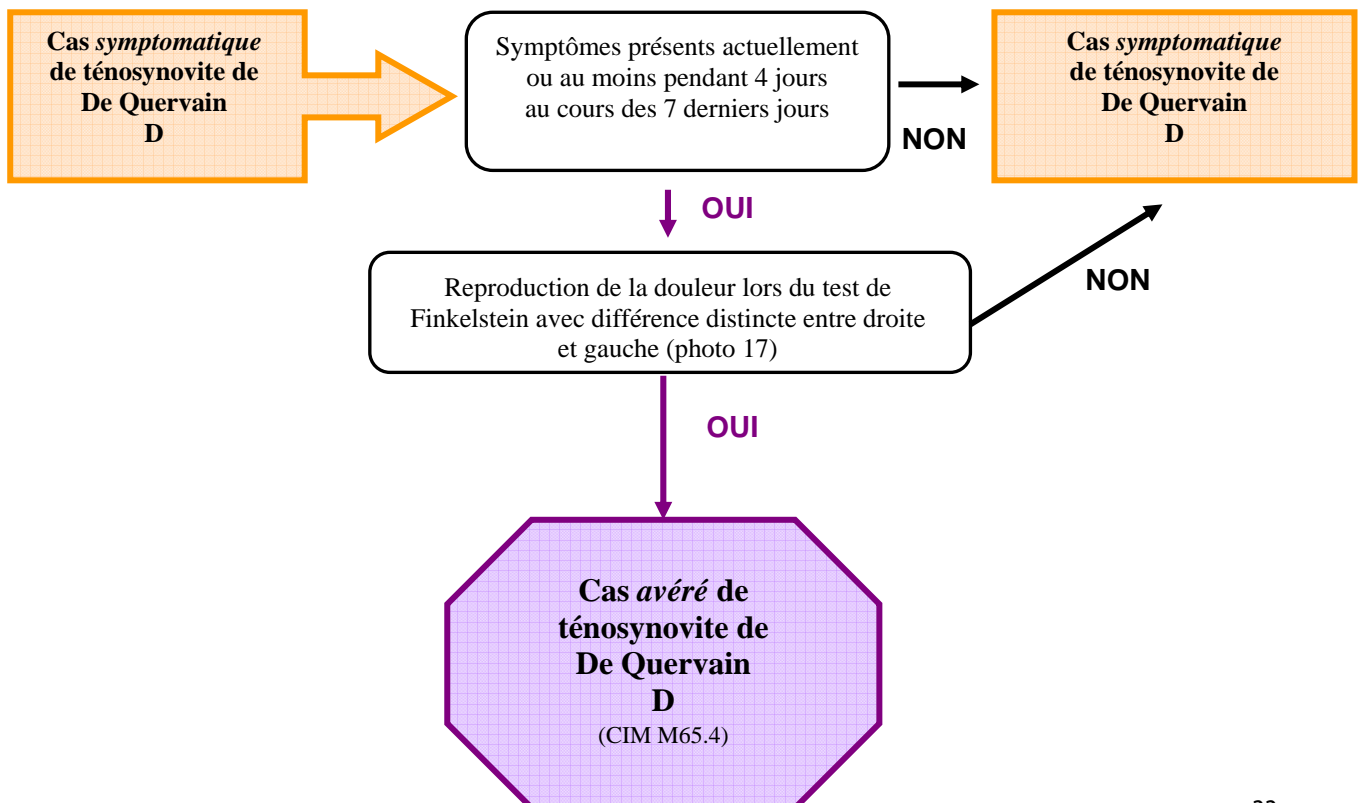 Cas symptomatique
de ténosynovite de
De Quervain
D
Symptômes présents actuellement
ou au moins pendant 4 jours
au cours des 7 derniers jours
NON
Cas symptomatique
de ténosynovite de
De Quervain
D
OUI
Reproduction de la douleur lors du test de
Finkelstein avec différence distincte entre droite
et gauche (photo 17)
NON
OUI
Cas avéré de
ténosynovite de
De Quervain
D
(CIM M65.4)